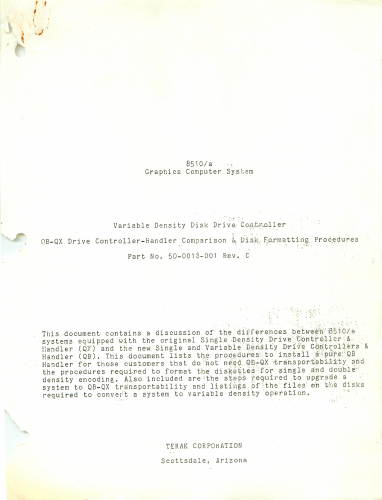 8510/a
Graphics Computer System
Variable Density Disk Drive Controller
QB-QX Drive Controller-Handler Comparison & Disk Formatting Procedures
Part No. 50-0018-001 Rev. C
This document contains a discussion of the differences between 8510/a
systems equipped with the original Single Density Drive Controller &
Handler (QX) and the new Single and Variable Density Drive Controllers &
Handler (QB). This document lists the procedures to install a pure QB
Handler for those customers that do not need QB-QX transportability and
the procedures required to format the diskettes for single and double
density encoding. Also included are the steps required to upgrade a
system to QB-QX transportability and listings of the files on the disks
required to convert a system to variable density operation.
TERAK CORPORATION
Scottsdale, Arizona